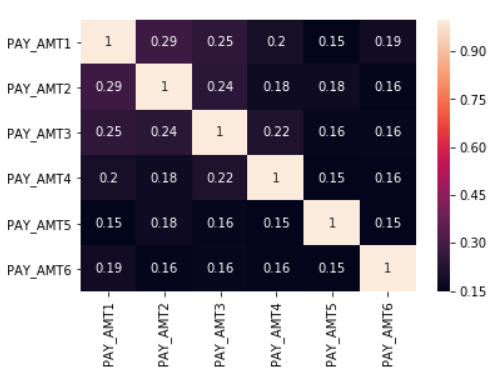 PAY_AMT1 1 0.29 0.25 0.2 0.15 0.19
PAY_AMT2 0.29 1 0.24 0.18 0.18 0.16
PAY_AMT3 0.25 0.24 1 0.22 0.16 0.16
PAY_AMT4 0.2 0.18 0.22 1 0.15 0.16
PAY_AMT5 0.15 0.18 0.16 0.15 1 0.15
PAY_AMT6 0.19 0.16 0.16 0.16 0.15 1
PAY_AMT1
PAY_AMT2
PAY_AMT3
PAY_AMT4
PAY_AMT5
PAY_AMT6
0.90
0.75
0.60
0.45
0.30
0.15